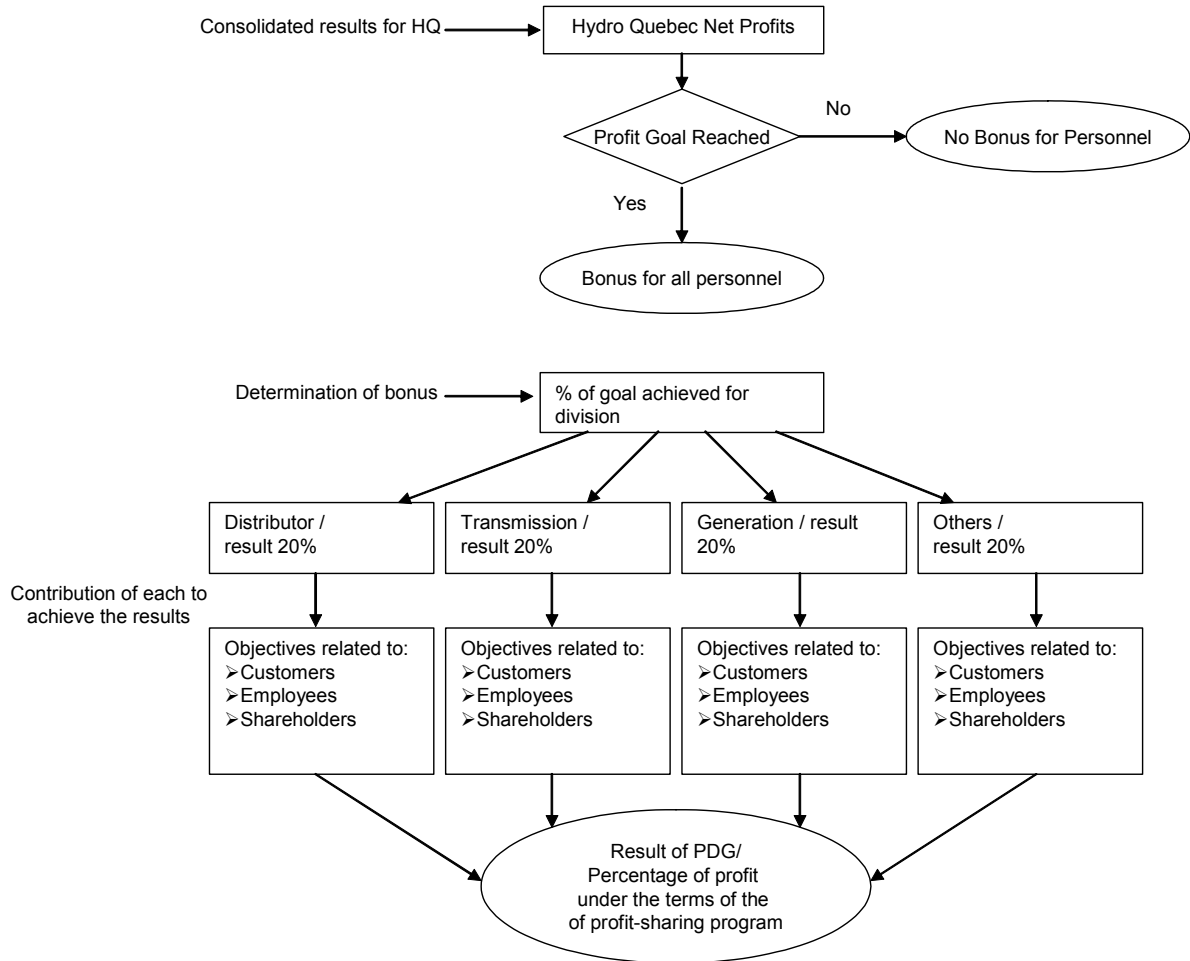 Consolidated results for HQ
Hydro Quebec Net Profits
No
Profit Goal Reached
No Bonus for Personnel
Yes
Bonus for all personnel
Determination of bonus
% of goal achieved for
division
Distributor /
result 20%
Transmission /
result 20%
Generation / result
20%
Others /
result 20%
Contribution of each to
achieve the results
Objectives related to:
➢Customers
➢Employees
➢Shareholders
Objectives related to:
➢Customers
➢Employees
➢Shareholders
Objectives related to:
➢Customers
➢Employees
➢Shareholders
Objectives related to:
➢Customers
➢Employees
➢Shareholders
Result of PDG/
Percentage of profit
under the terms of the
of profit-sharing program